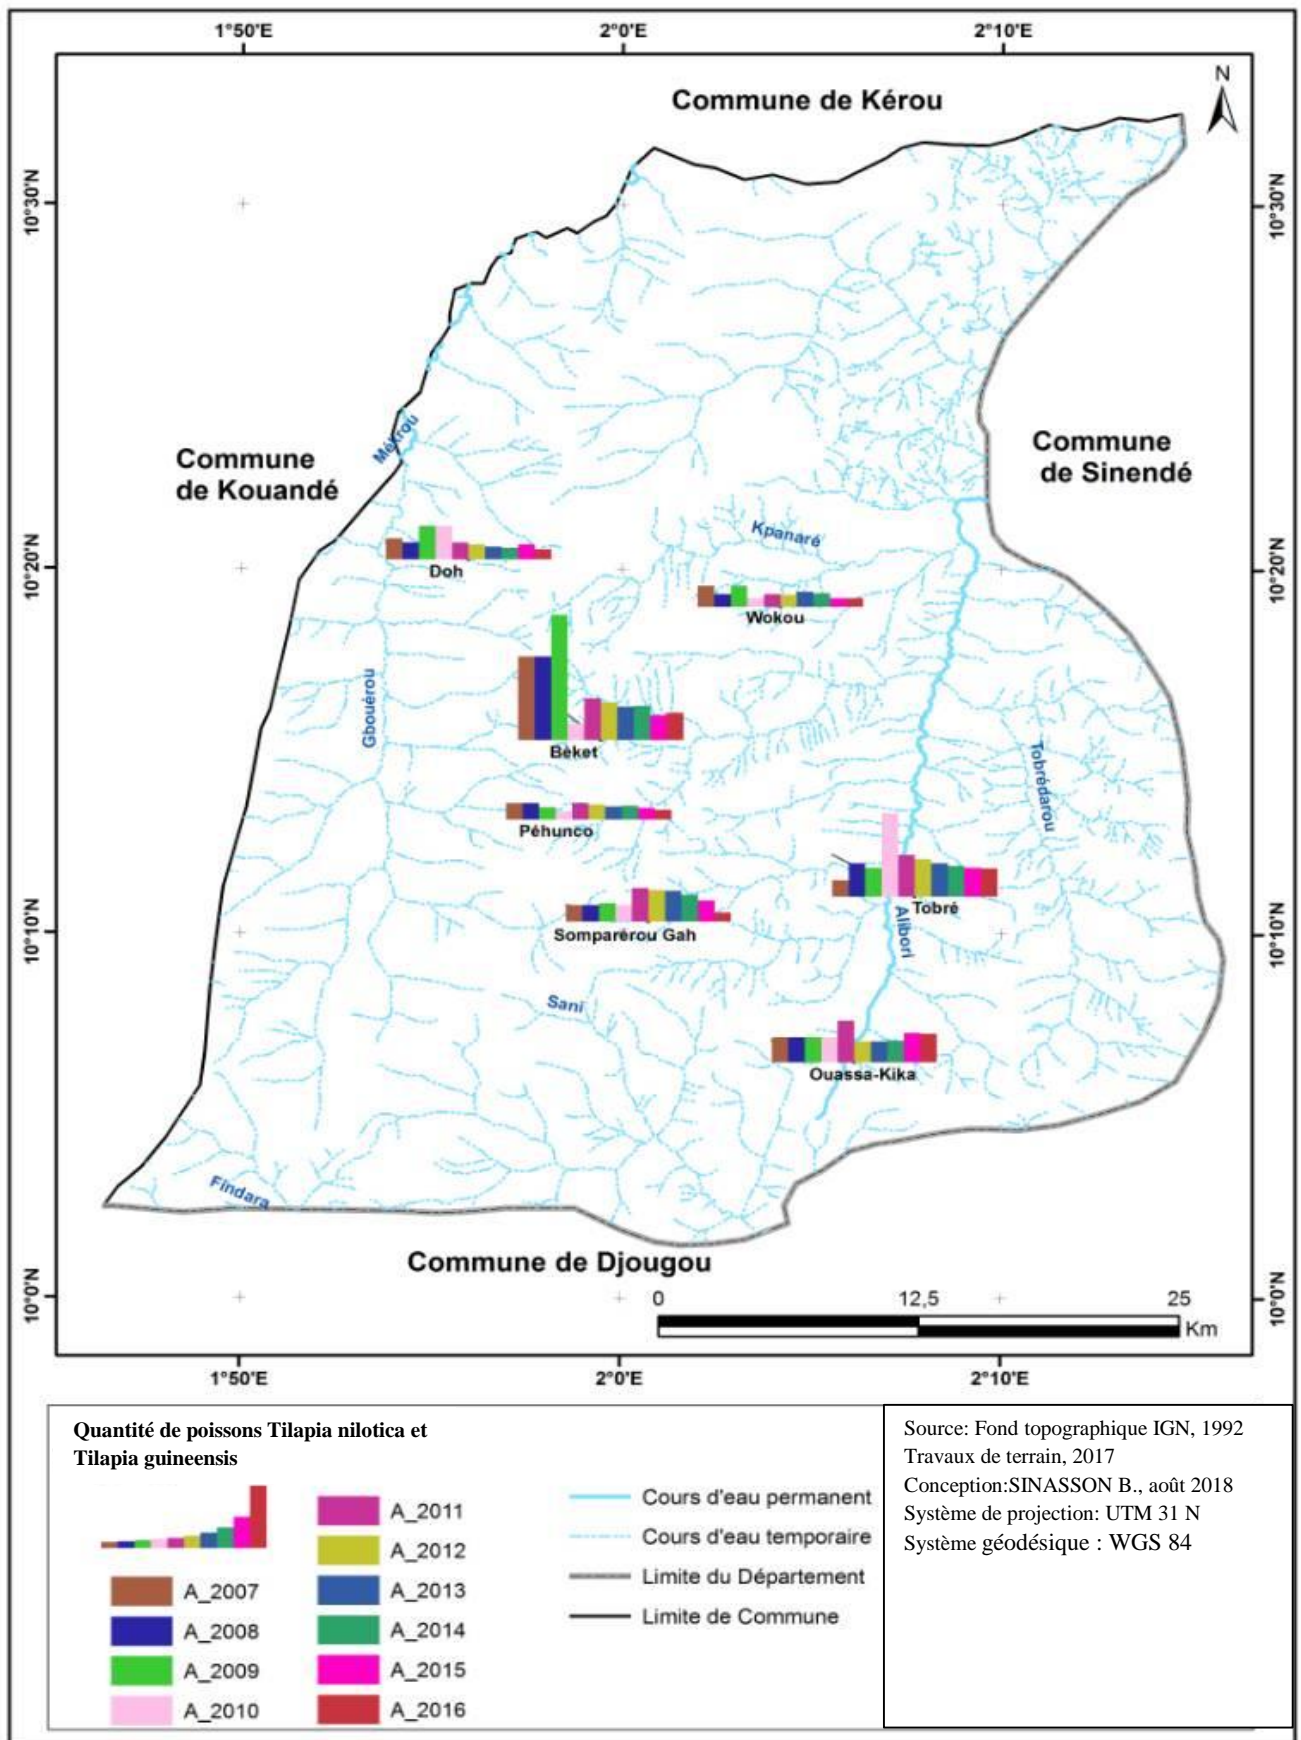 1°50'E 2°0'E 2°10'E
N
Commune de Kérou
10°30'N 10°30'N
Commune
de Kouandé
Commune
de Sinendé
Mékrou
Kpanaré
Doh
10°20'N 10°20'N
Wokou
Gbouérou
Bèket
Tobrédarou
Péhunco
Tobré
Alibori
Somparérou Gah
10°10'N 10°10'N
Sani
Ouassa-Kika
Findara
Commune de Djougou
10°0'N 10°0'N
0 12,5 25
Km
1°50'E 2°0'E 2°10'E
Quantité de poissons Tilapia nilotica et
Tilapia guineensis
A_2007
A_2008
A_2009
A_2010
A_2011
A_2012
A_2013
A_2014
A_2015
A_2016
Cours d'eau permanent
Cours d'eau temporaire
Limite du Département
Limite de Commune
Source: Fond topographique IGN, 1992
Travaux de terrain, 2017
Conception:SINASSON B., août 2018
Système de projection: UTM 31 N
Système géodésique : WGS 84